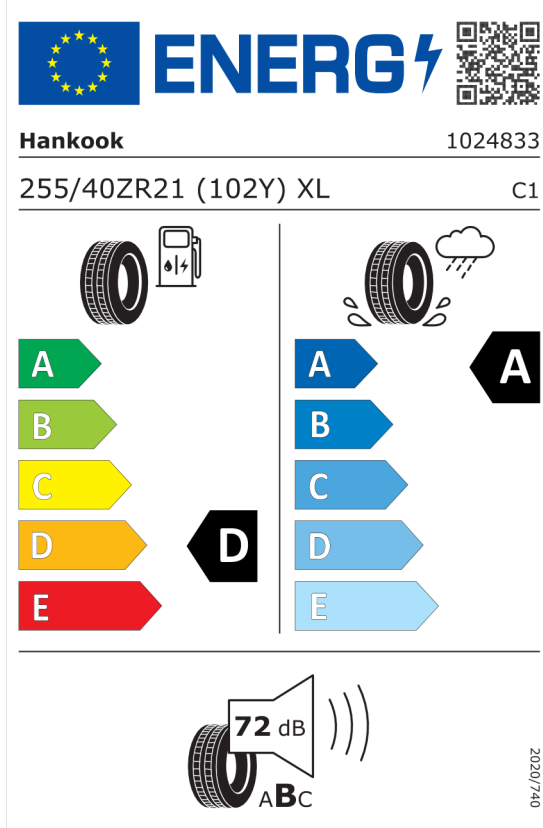 ENERG
Hankook 1024833
255/40ZR21 (102Y) XL C1
A A A
B B
C C
D D D
E E
72 dB
ABC
2020/740